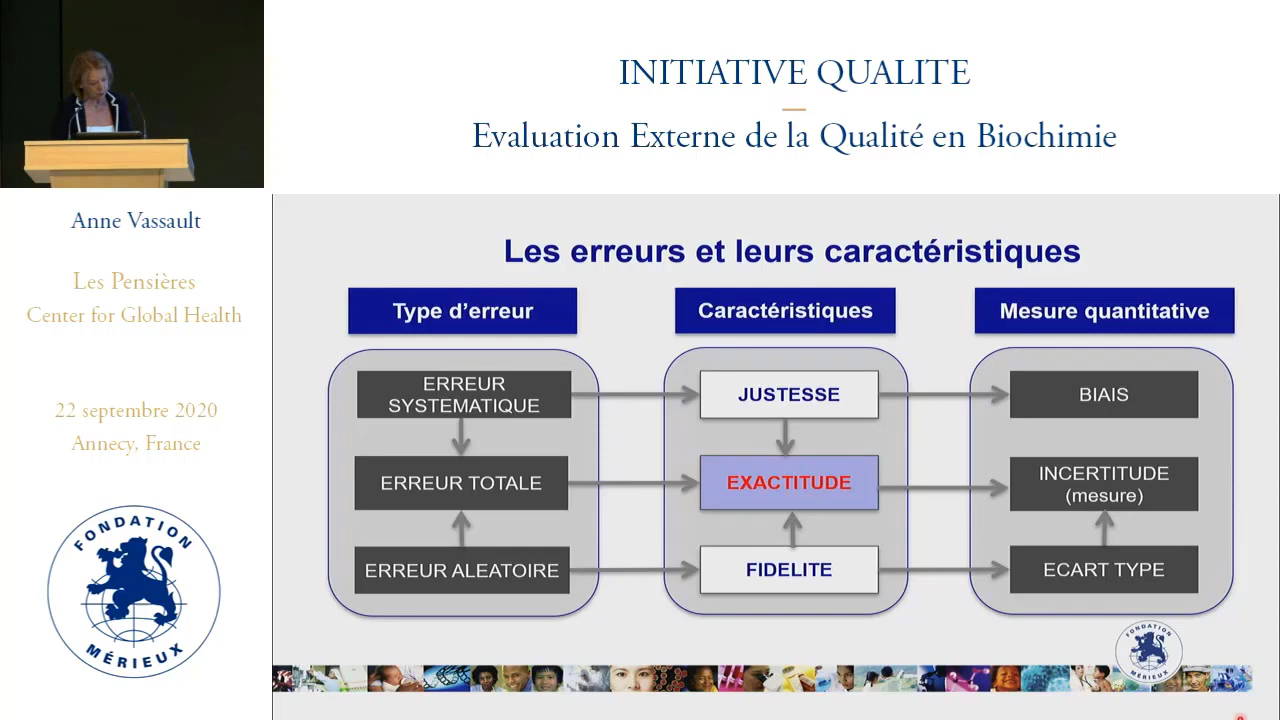 INITIATIVE QUALITE
Evaluation Externe de la Qualité en Biochimie
Anne Vassault
Les Pensières
Center for Global Health
22 septembre 2020
Annecy, France
FONDATION
MÉRIEUX
Les erreurs et leurs caractéristiques
Type d’erreur
Caractéristiques
Mesure quantitative
ERREUR
SYSTEMATIQUE
JUSTESSE
BIAIS
ERREUR TOTALE
EXACTITUDE
INCERTITUDE
(mesure)
ERREUR ALEATOIRE
FIDELITE
ECART TYPE
FONDATION
MÉRIEUX